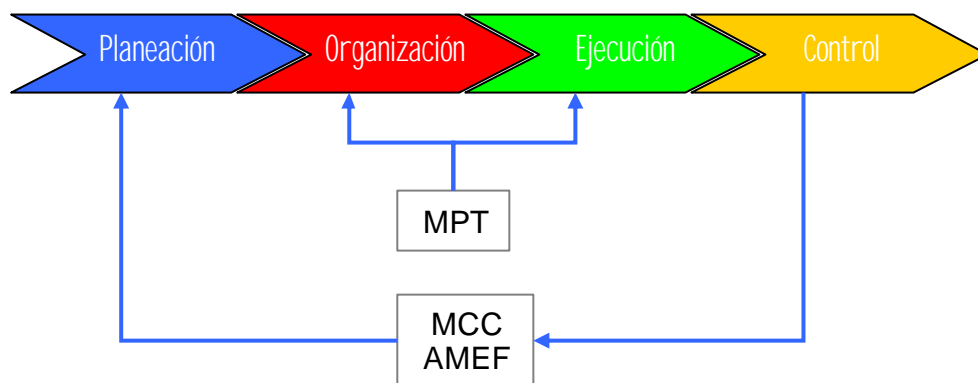 Planeación
Organización
Ejecución
Control
MPT
MCC
AMEF